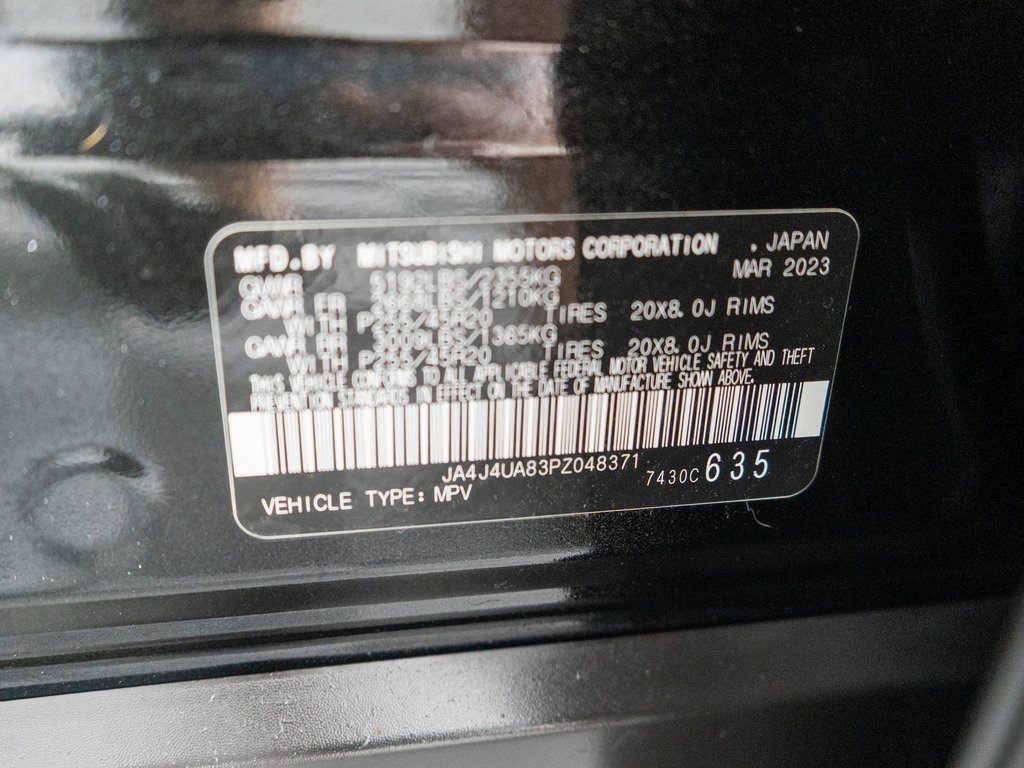 MFD.BY MITSUBISHI MOTORS CORPORATION . JAPAN
GVWR 5192LBS/2355KG MAR 2023
GAWR FR 2668LBS/1210KG
WITH P255/45R20 TIRES 20X8.0J RIMS
GAWR RR 3009LBS/1365KG
WITH P255/45R20 TIRES 20X8.0J RIMS
THIS VEHICLE CONFORMS TO ALL APPLICABLE FEDERAL MOTOR VEHICLE SAFETY AND THEFT
PREVENTION STANDARDS IN EFFECT ON THE DATE OF MANUFACTURE SHOWN ABOVE.
JA4J4UA83PZ048371
VEHICLE TYPE: MPV 7430C 635